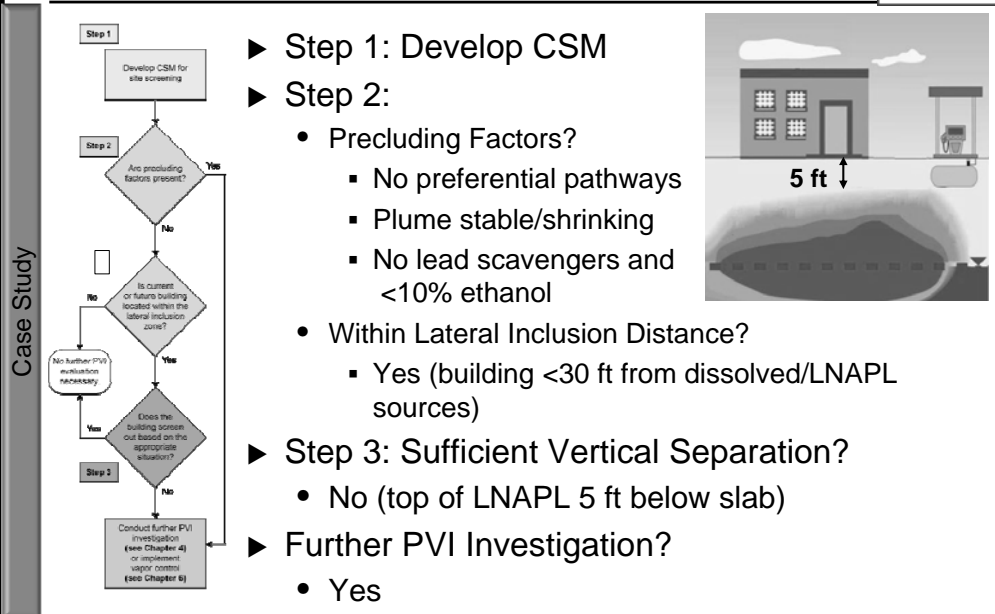 Case Study
Step 1
Develop CSM for
site screening
Step 2
Are precluding
factors present?
Yes
No
Is current
or future building
located within the
lateral inclusion
zone?
No
Yes
No further PVI
evaluation
necessary
Does the
building screen
out based on the
appropriate
situation?
Yes
Step 3
No
Conduct further PVI
investigation
(see Chapter 4)
or implement
vapor control
(see Chapter 6)
► Step 1: Develop CSM
► Step 2:
• Precluding Factors?
▪ No preferential pathways
▪ Plume stable/shrinking
▪ No lead scavengers and
<10% ethanol
• Within Lateral Inclusion Distance?
▪ Yes (building <30 ft from dissolved/LNAPL
sources)
► Step 3: Sufficient Vertical Separation?
• No (top of LNAPL 5 ft below slab)
► Further PVI Investigation?
• Yes
5 ft